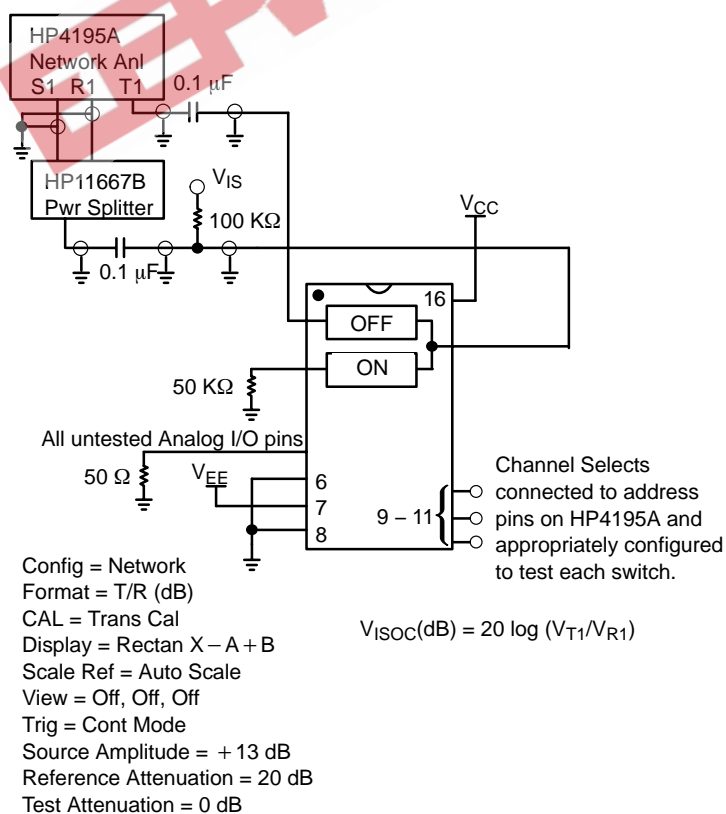 HP4195A
Network Anl
S1 R1 T1
0.1 μF
HP11667B
Pwr Splitter
VIS
100 KΩ
VCC
0.1 μF
16
OFF
ON
50 KΩ
All untested Analog I/O pins
50 Ω
VEE
6
7
8
9 – 11
Channel Selects
connected to address
pins on HP4195A and
appropriately configured
to test each switch.
Config = Network
Format = T/R (dB)
CAL = Trans Cal
Display = Rectan X – A + B
Scale Ref = Auto Scale
View = Off, Off, Off
Trig = Cont Mode
Source Amplitude = +13 dB
Reference Attenuation = 20 dB
Test Attenuation = 0 dB
VISOC(dB) = 20 log (VT1/VR1)